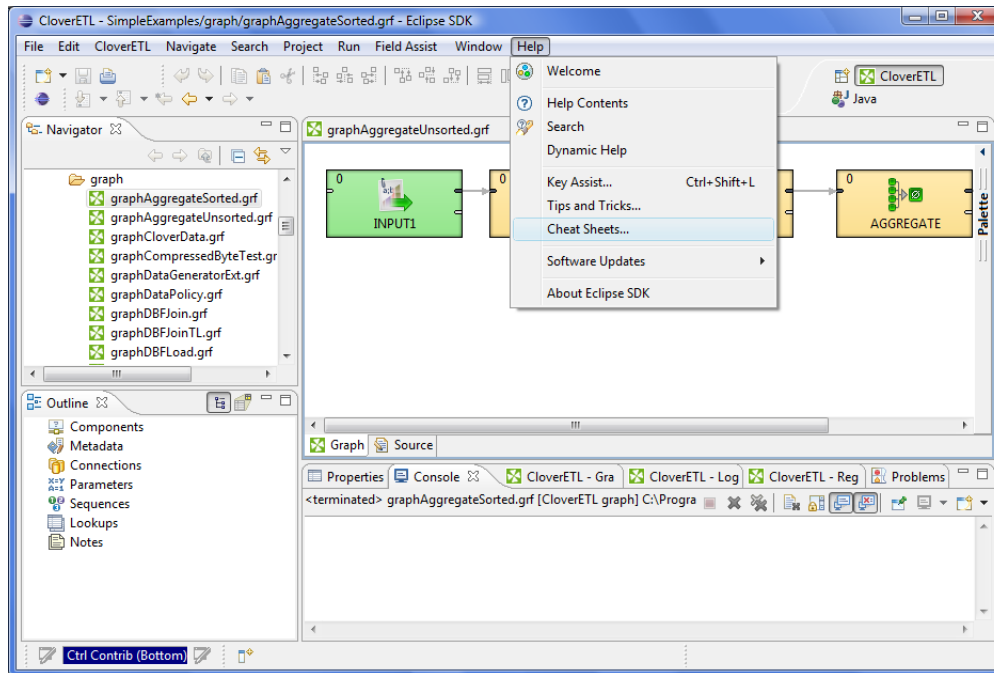 CloverETL - SimpleExamples/graph/graphAggregateSorted.grf - Eclipse SDK
File Edit CloverETL Navigate Search Project Run Field Assist Window Help
CloverETL
Java
Welcome
Help Contents
Search
Dynamic Help
Key Assist... Ctrl+Shift+L
Tips and Tricks...
Cheat Sheets...
Software Updates
About Eclipse SDK
Navigator
graph
graphAggregateSorted.grf
graphAggregateUnsorted.grf
graphCloverData.grf
graphCompressedByteTest.gr
graphDataGeneratorExt.grf
graphDataPolicy.grf
graphDBFJoin.grf
graphDBFJoinTL.grf
graphDBFLoad.grf
graphAggregateUnsorted.grf
0 0 0
INPUT1 AGGREGATE
Palette
Graph Source
Outline
Components
Metadata
Connections
Parameters
Sequences
Lookups
Notes
Properties Console CloverETL - Gra CloverETL - Log CloverETL - Reg Problems
<terminated> graphAggregateSorted.grf [CloverETL graph] C:\Progra
Ctrl Contrib (Bottom)